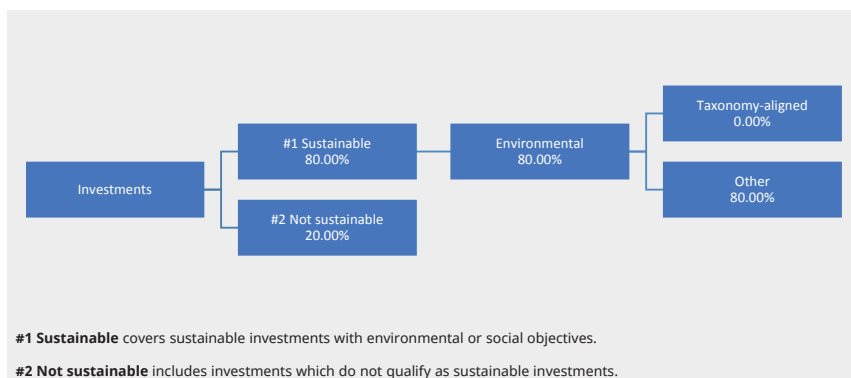 Investments
#1 Sustainable
80.00%
#2 Not sustainable
20.00%
Environmental
80.00%
Taxonomy-aligned
0.00%
Other
80.00%
#1 Sustainable covers sustainable investments with environmental or social objectives.
#2 Not sustainable includes investments which do not qualify as sustainable investments.